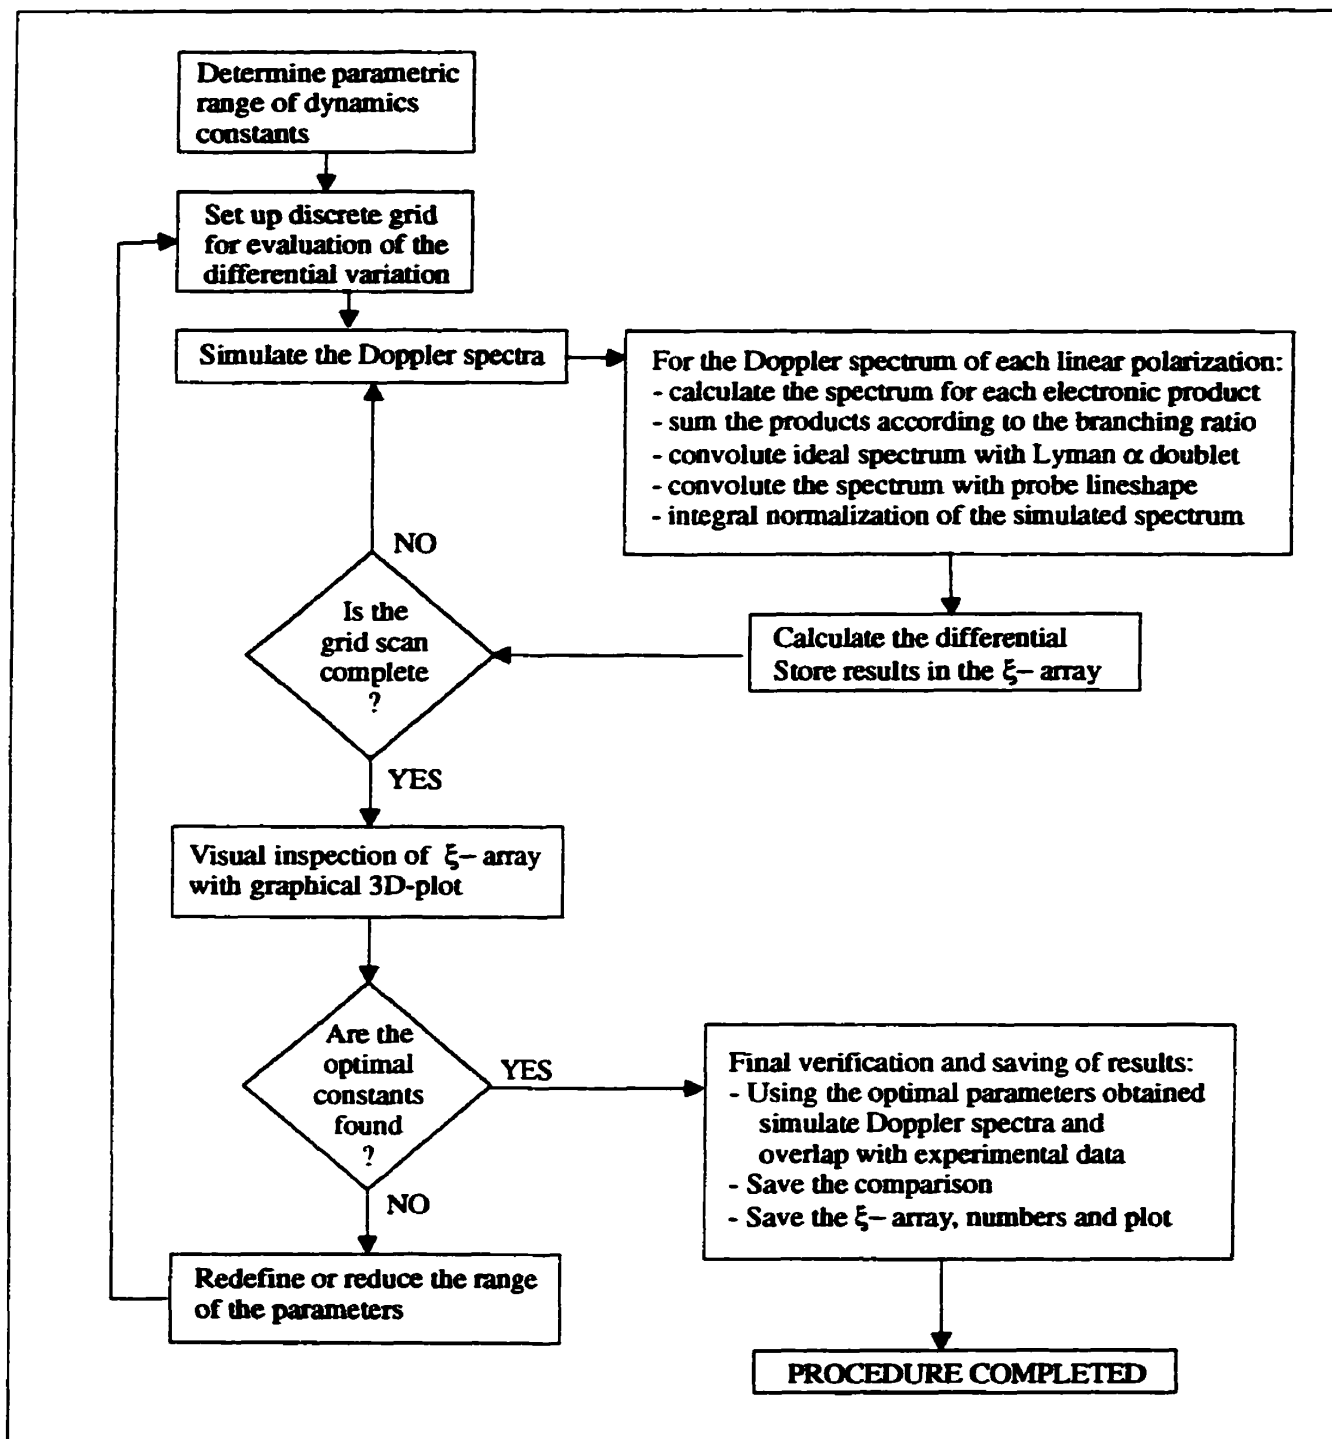 Determine parametric
range of dynamics
constants
Set up discrete grid
for evaluation of the
differential variation
Simulate the Doppler spectra
For the Doppler spectrum of each linear polarization:
- calculate the spectrum for each electronic product
- sum the products according to the branching ratio
- convolute ideal spectrum with Lyman α doublet
- convolute the spectrum with probe lineshape
- integral normalization of the simulated spectrum
NO
Is the
grid scan
complete
?
Calculate the differential
Store results in the ξ– array
YES
Visual inspection of ξ– array
with graphical 3D-plot
Are the
optimal
constants
found
?
YES
Final verification and saving of results:
- Using the optimal parameters obtained
simulate Doppler spectra and
overlap with experimental data
- Save the comparison
- Save the ξ– array, numbers and plot
NO
Redefine or reduce the range
of the parameters
PROCEDURE COMPLETED